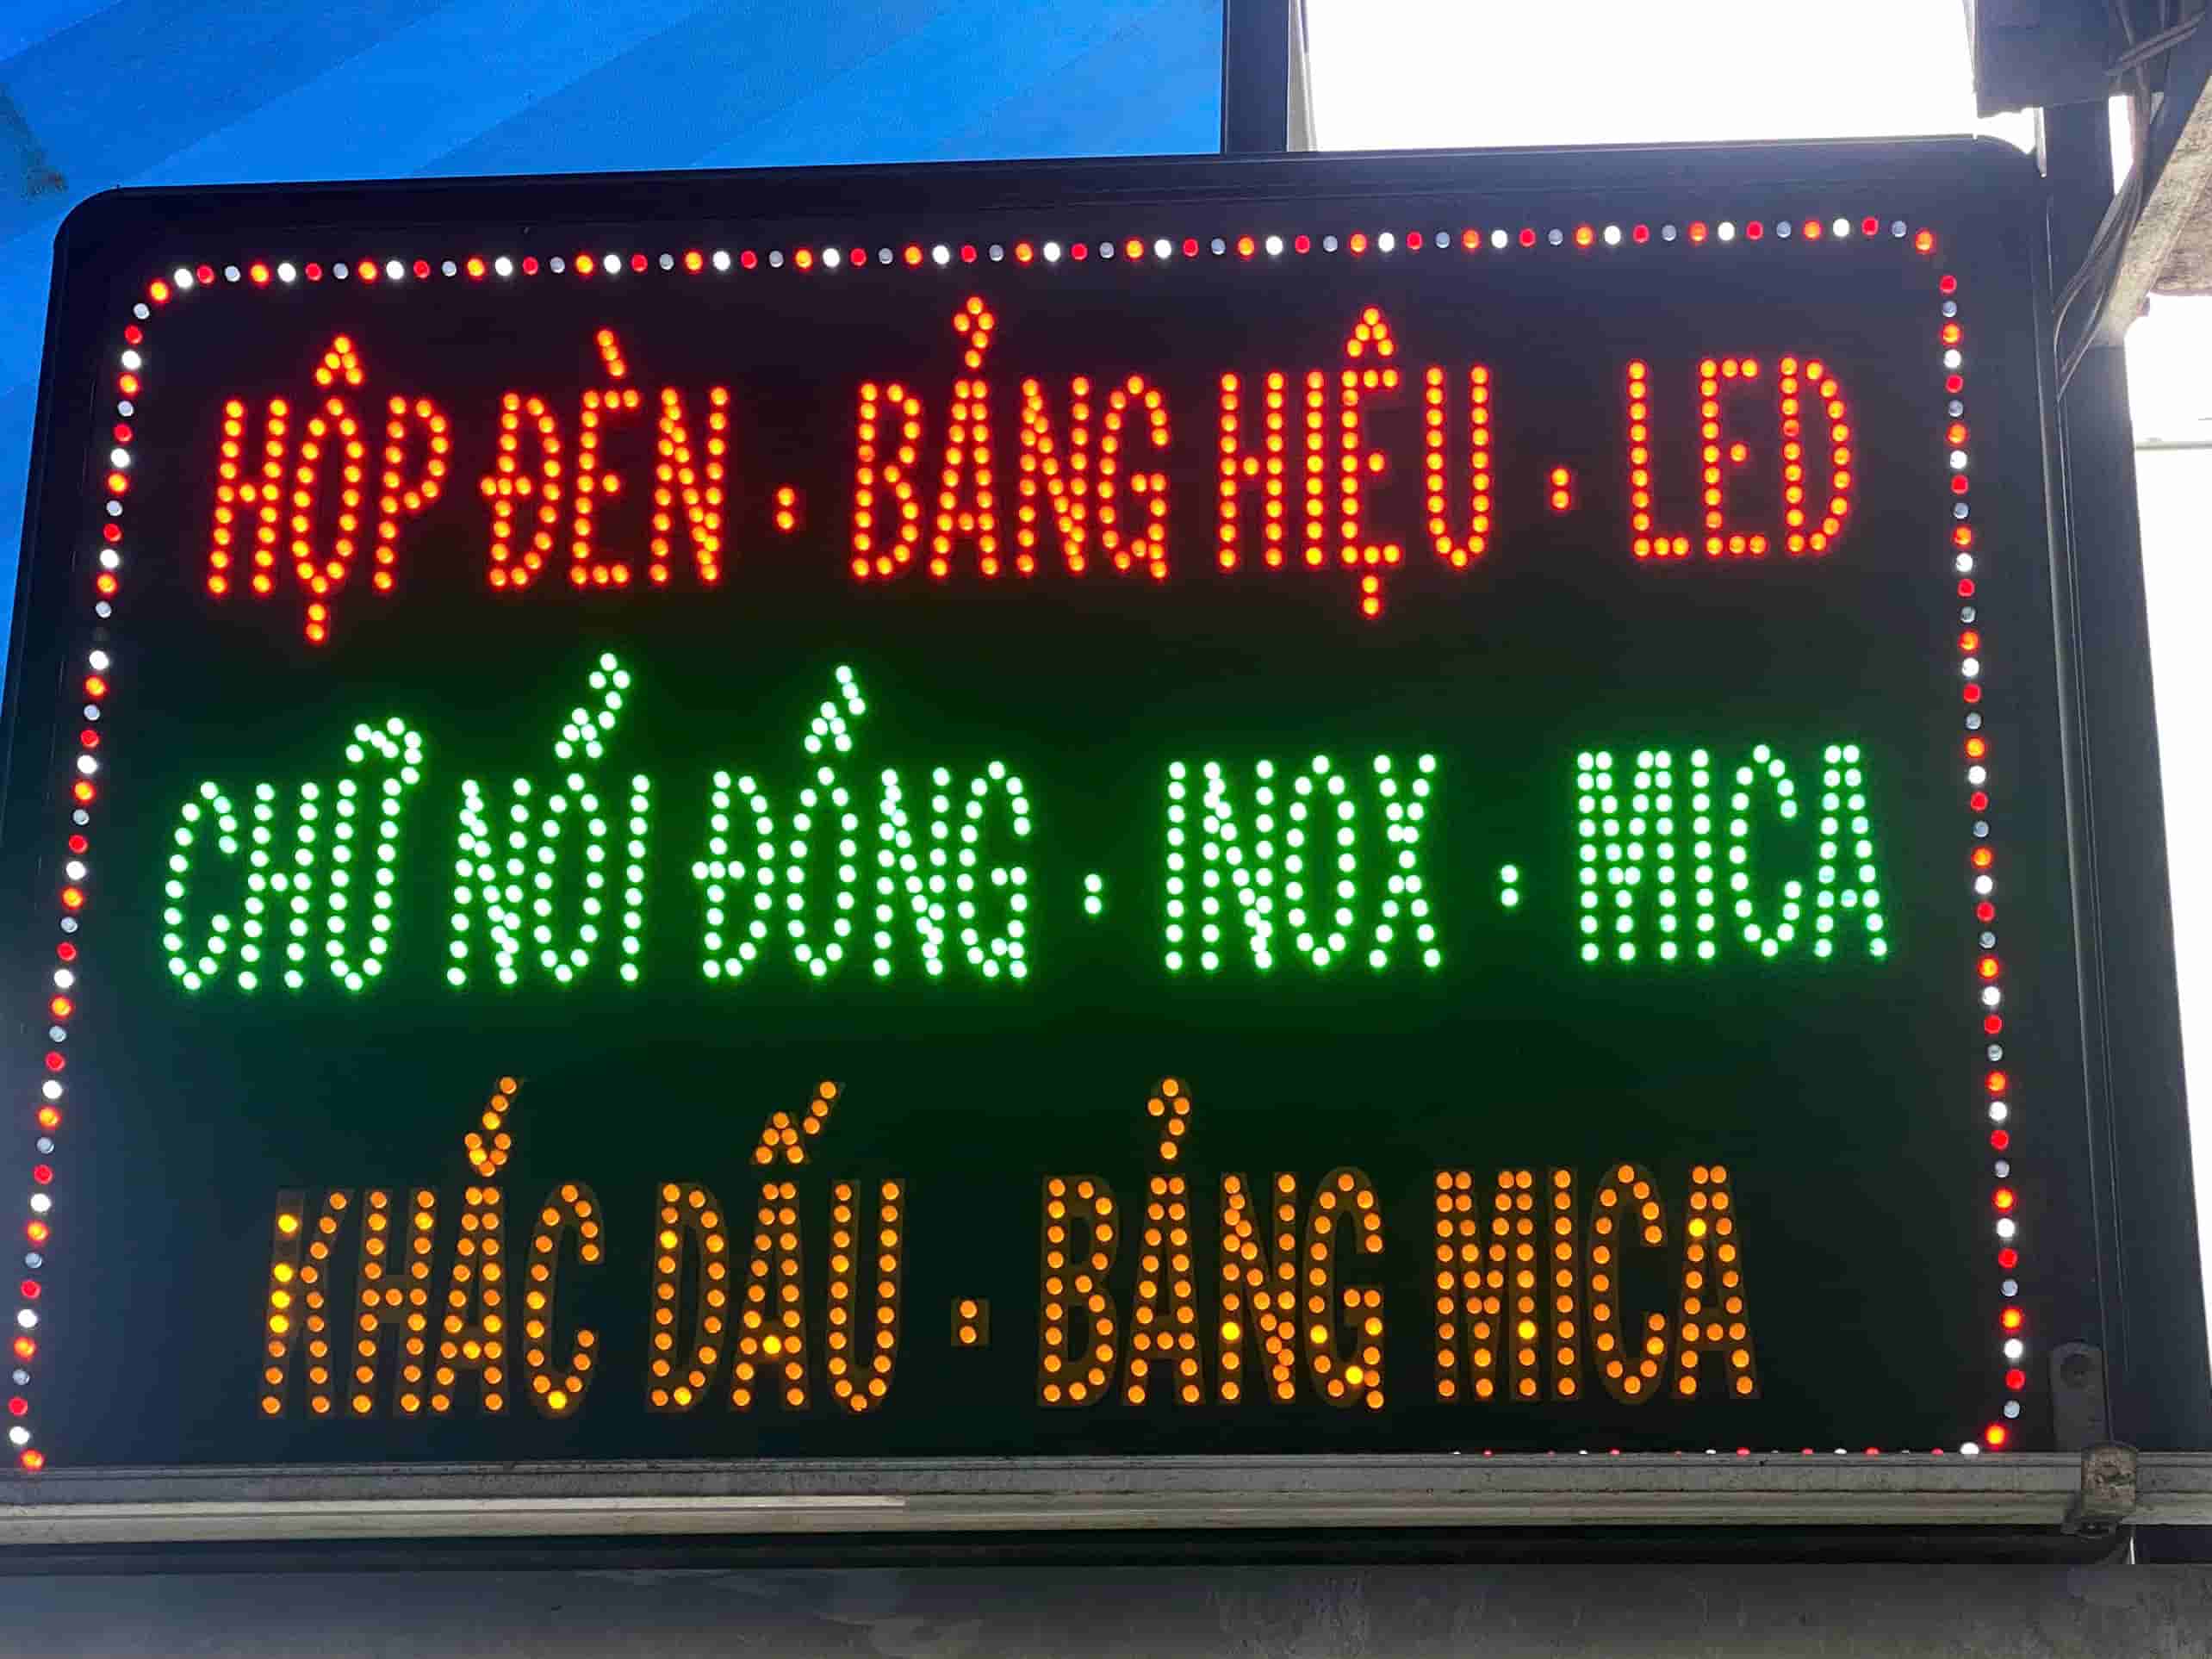 HỘP ĐÈN . BẢNG HIỆU . LED
CHỮ NỔI ĐỒNG . INOX . MICA
KHẮC DẤU . BẢNG MICA